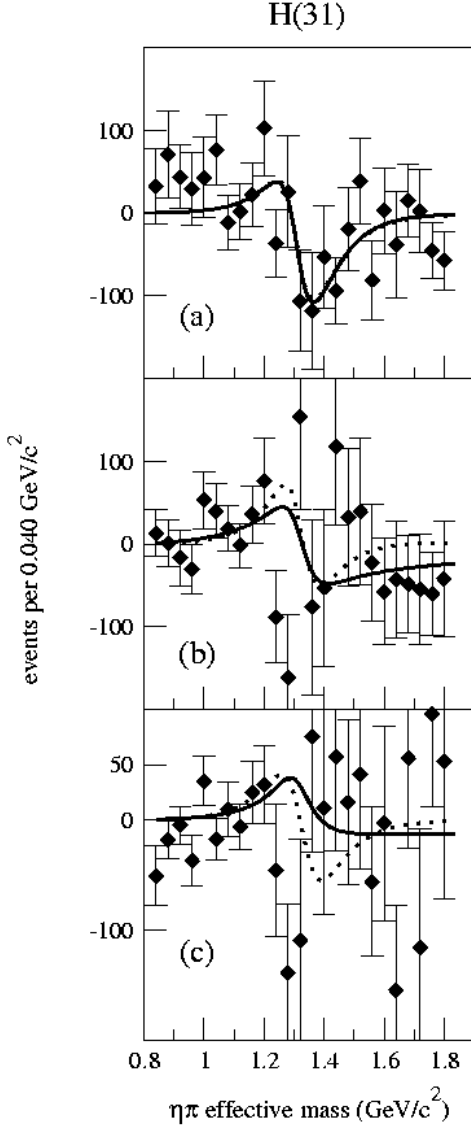 H(31)
100
0
-100
(a)
100
0
-100
(b)
events per 0.040 GeV/c²
50
0
-100
(c)
0.8 1 1.2 1.4 1.6 1.8
ηπ effective mass (GeV/c²)